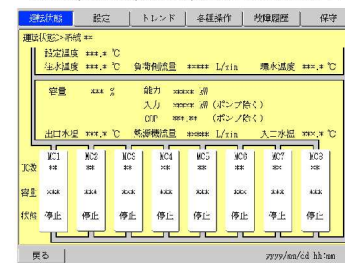 運転状態 設定 トレンド 各種操作 故障履歴 保守
運転状態>系統 **
設定温度 ***.* ℃
往水温度 ***.* ℃ 負荷側流量 ***** L/min 環水温度 ***.* ℃
容量 *** % 能力 ***** kW
入力 ***** kW (ポンプ除く)
COP ***.** (ポンプ除く)
出口水温 ***.* ℃ 熱源機流量 ***** L/min 入口水温 ***.* ℃
MC1 MC2 MC3 MC4 MC5 MC6 MC7 MC8
** ** ** ** ** ** ** **
容量 *** *** *** *** *** *** *** ***
状態 停止 停止 停止 停止 停止 停止 停止 停止
戻る yyyy/mm/dd hh:mm